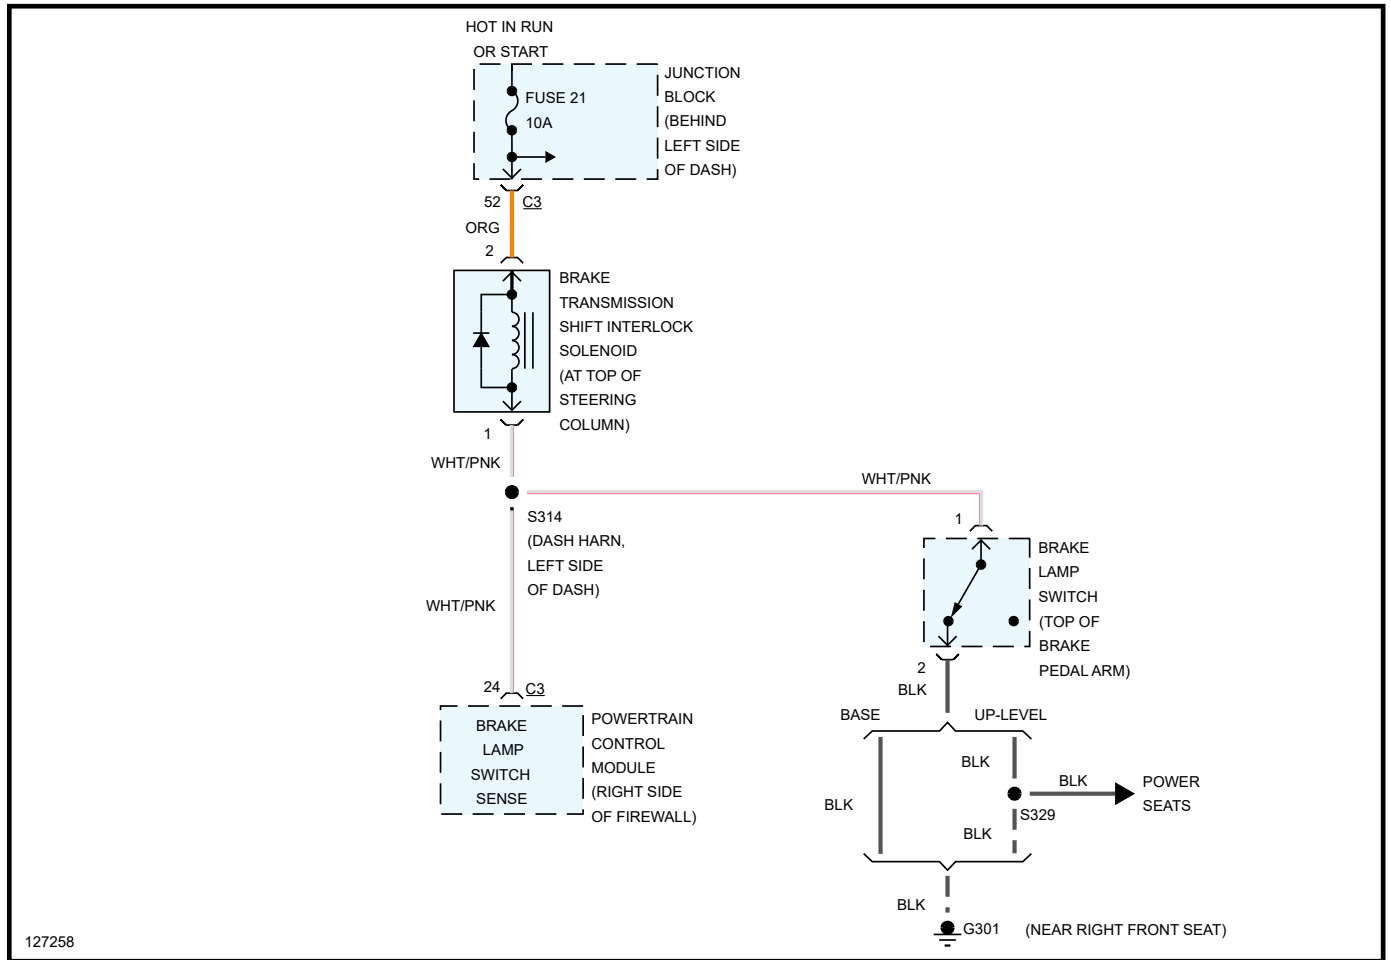 HOT IN RUN
OR START
JUNCTION
BLOCK
(BEHIND
LEFT SIDE
OF DASH)
FUSE 21
10A
52
C3
ORG
2
BRAKE
TRANSMISSION
SHIFT INTERLOCK
SOLENOID
(AT TOP OF
STEERING
COLUMN)
1
WHT/PNK
WHT/PNK
S314
(DASH HARN,
LEFT SIDE
OF DASH)
WHT/PNK
1
BRAKE
LAMP
SWITCH
(TOP OF
BRAKE
PEDAL ARM)
24
C3
BRAKE
LAMP
SWITCH
SENSE
POWERTRAIN
CONTROL
MODULE
(RIGHT SIDE
OF FIREWALL)
2
BLK
BASE
UP-LEVEL
BLK
BLK
BLK
POWER
SEATS
S329
BLK
BLK
G301
(NEAR RIGHT FRONT SEAT)
127258